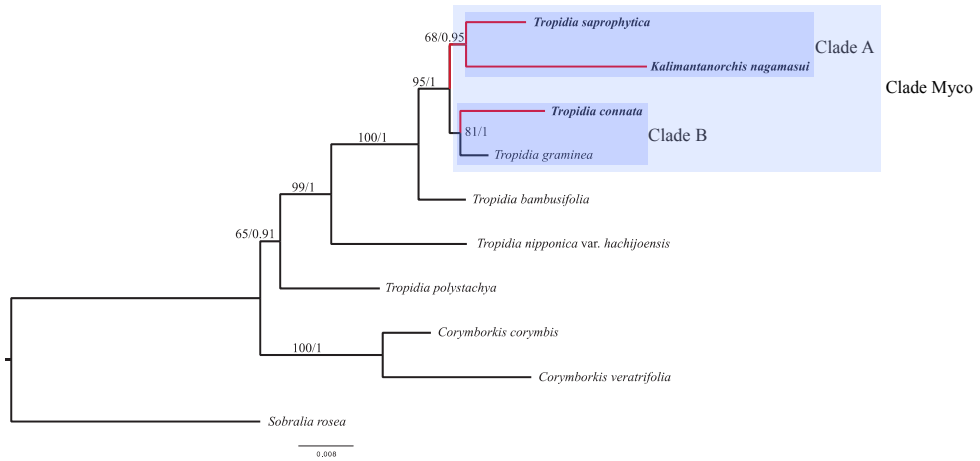 Tropidia saprophytica
68/0.95
Clade A
Kalimantanorchis nagamasui
95/1
Clade Myco
Tropidia connata
81/1
Clade B
100/1
Tropidia graminea
99/1
Tropidia bambusifolia
65/0.91
Tropidia nipponica var. hachijoensis
Tropidia polystachya
Corymborkis corymbis
100/1
Corymborkis veratrifolia
Sobralia rosea
0.008